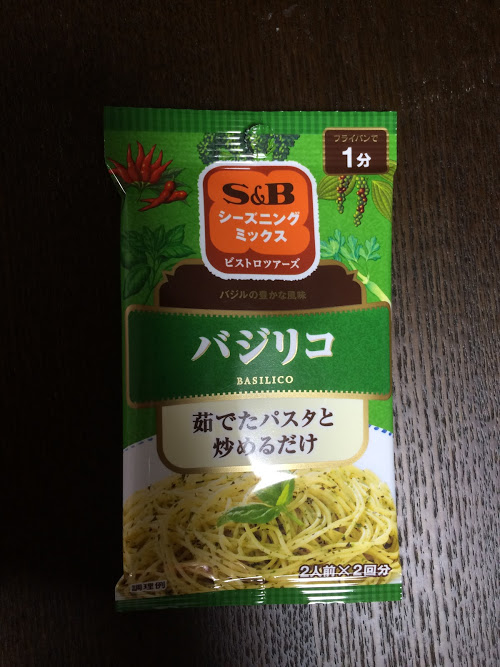 フライパンで
1分
S&B
シーズニング
ミックス
ビストロツアーズ
バジルの豊かな風味
バジリコ
BASILICO
茹でたパスタと
炒めるだけ
2人前×2回分
調理例